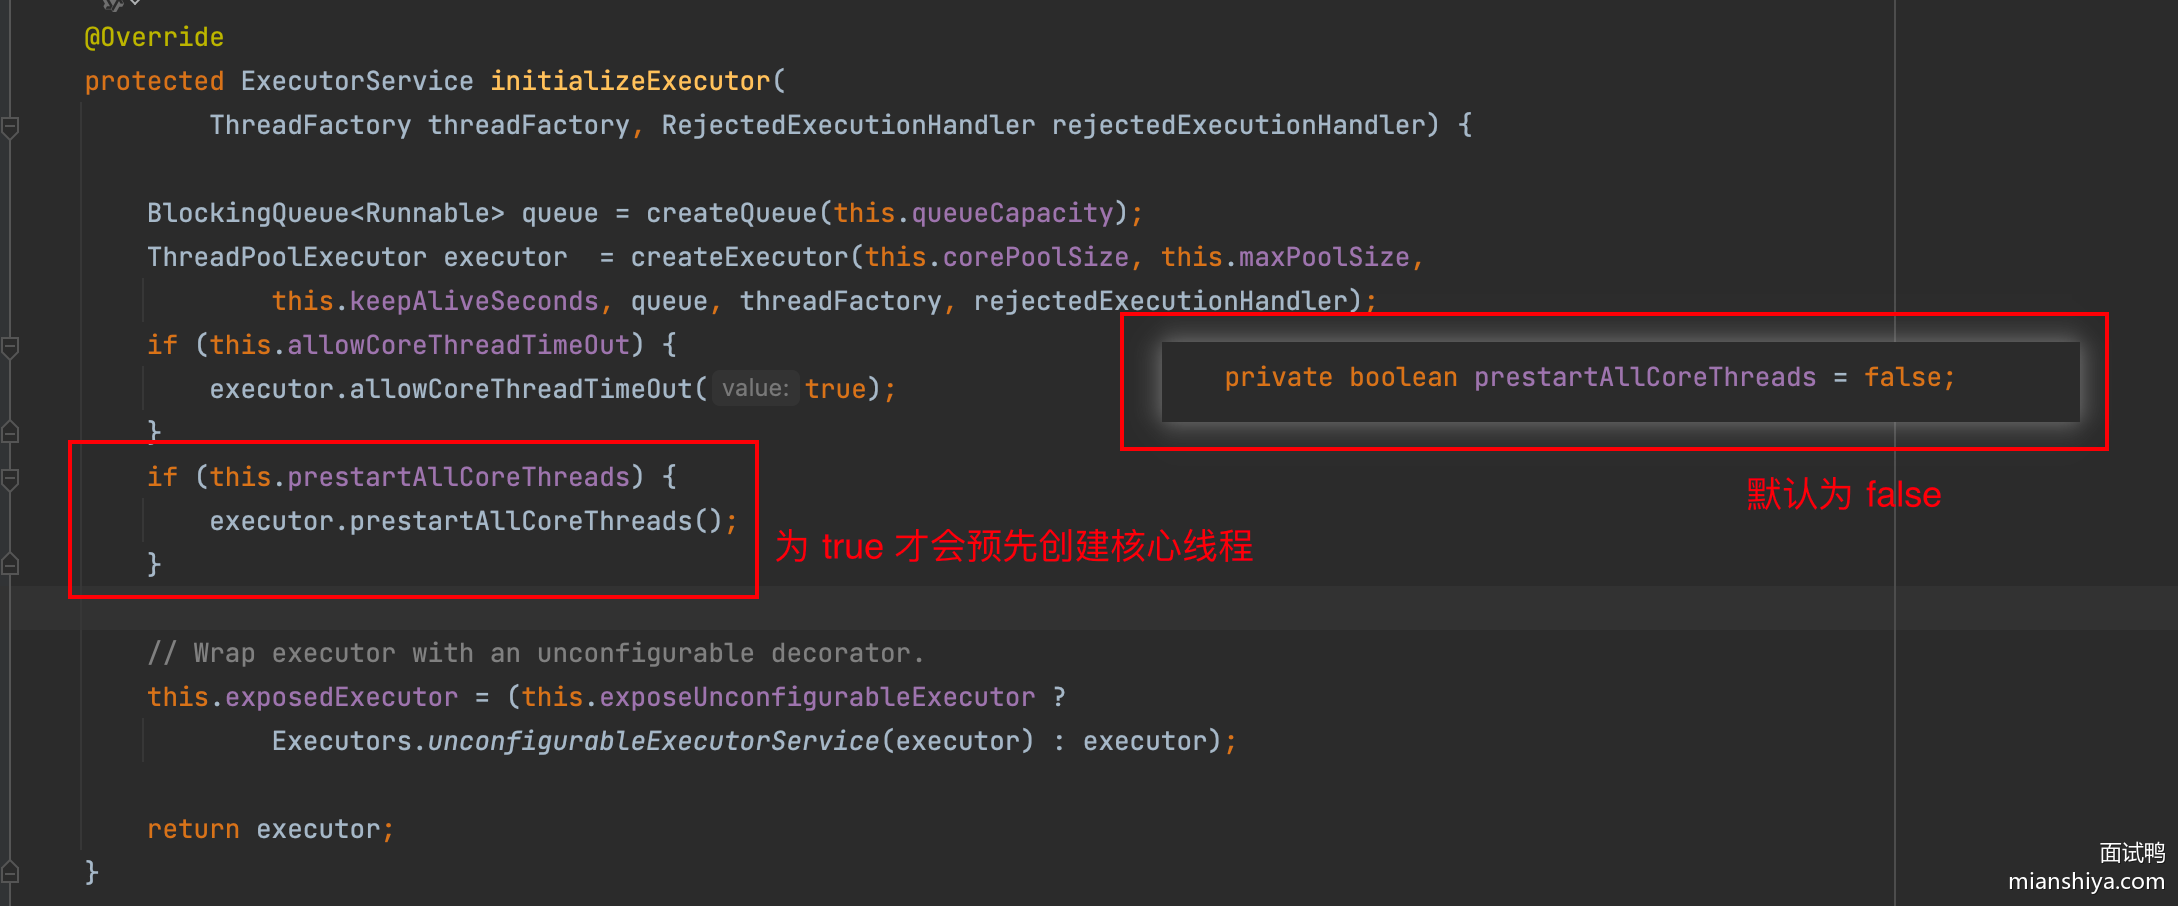 @Override
protected ExecutorService initializeExecutor(
ThreadFactory threadFactory, RejectedExecutionHandler rejectedExecutionHandler) {
BlockingQueue<Runnable> queue = createQueue(this.queueCapacity);
ThreadPoolExecutor executor  = createExecutor(this.corePoolSize, this.maxPoolSize,
this.keepAliveSeconds, queue, threadFactory, rejectedExecutionHandler);
if (this.allowCoreThreadTimeOut) {
executor.allowCoreThreadTimeOut( value: true);
}
private boolean prestartAllCoreThreads = false;
默认为 false
if (this.prestartAllCoreThreads) {
executor.prestartAllCoreThreads();
}
为 true 才会预先创建核心线程
// Wrap executor with an unconfigurable decorator.
this.exposedExecutor = (this.exposeUnconfigurableExecutor ?
Executors.unconfigurableExecutorService(executor) : executor);
return executor;
}
面试鸭
mianshiya.com